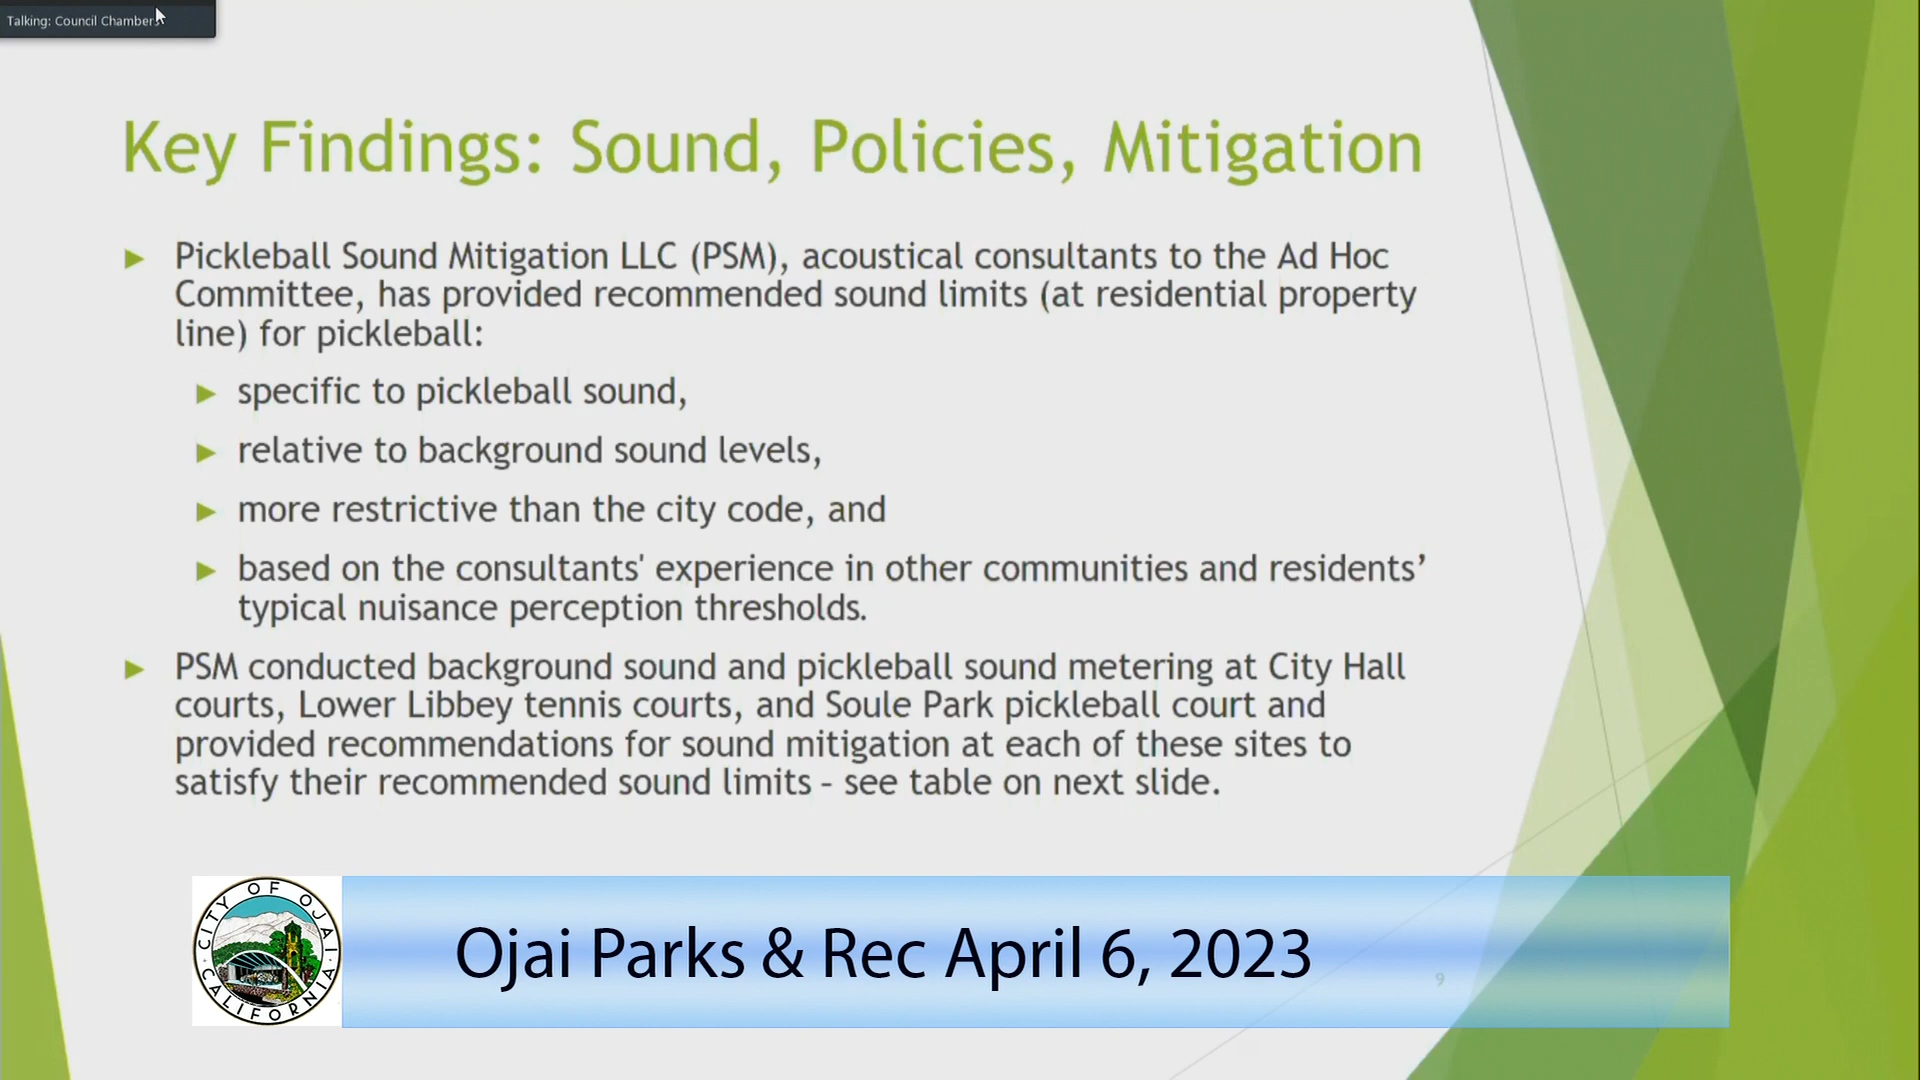 Talking: Council Chambers
Key Findings: Sound, Policies, Mitigation
Pickleball Sound Mitigation LLC (PSM), acoustical consultants to the Ad Hoc
Committee, has provided recommended sound limits (at residential property
line) for pickleball:
specific to pickleball sound,
relative to background sound levels,
more restrictive than the city code, and
based on the consultants' experience in other communities and residents’
typical nuisance perception thresholds.
PSM conducted background sound and pickleball sound metering at City Hall
courts, Lower Libbey tennis courts, and Soule Park pickleball court and
provided recommendations for sound mitigation at each of these sites to
satisfy their recommended sound limits – see table on next slide.
CITY OF OJAI
CALIFORNIA
Ojai Parks & Rec April 6, 2023
9